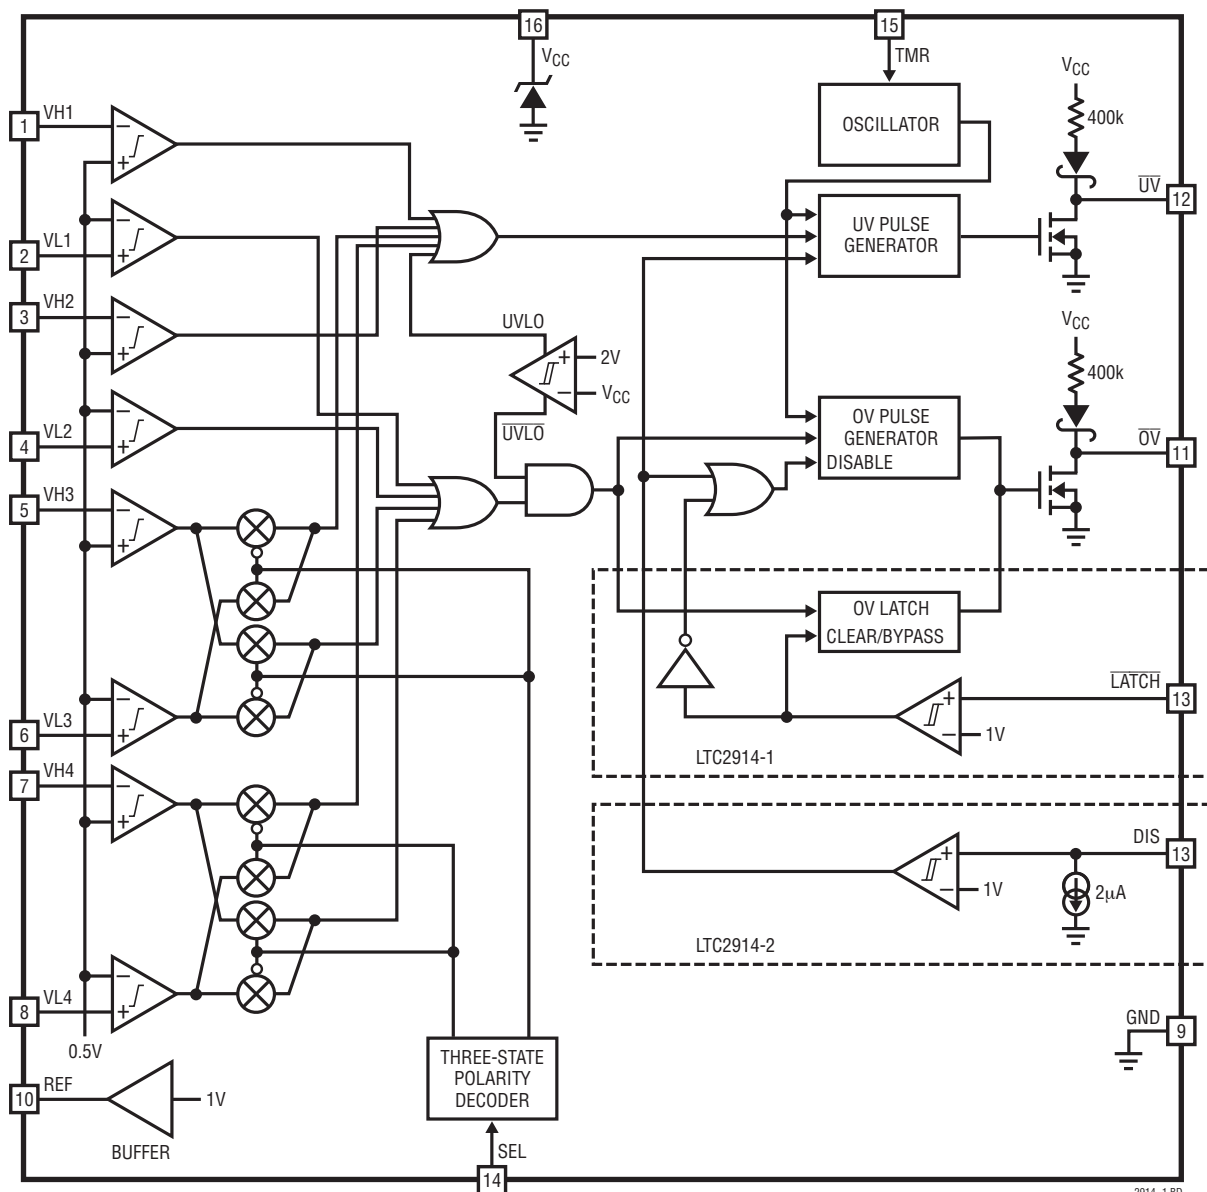 16
15
VCC
TMR
VCC
1
VH1
−
+
OSCILLATOR
400k
UV
12
−
+
UV PULSE
GENERATOR
2
VL1
3
VH2
−
+
UVLO
+
2V
−
VCC
UVLO
VCC
400k
4
VL2
−
+
OV PULSE
GENERATOR
DISABLE
OV
11
5
VH3
−
+
OV LATCH
CLEAR/BYPASS
LATCH
13
+
−
1V
LTC2914-1
6
VL3
−
+
7
VH4
−
+
DIS
13
+
−
1V
2µA
LTC2914-2
8
VL4
−
+
0.5V
GND
9
10
REF
1V
BUFFER
THREE-STATE
POLARITY
DECODER
SEL
14